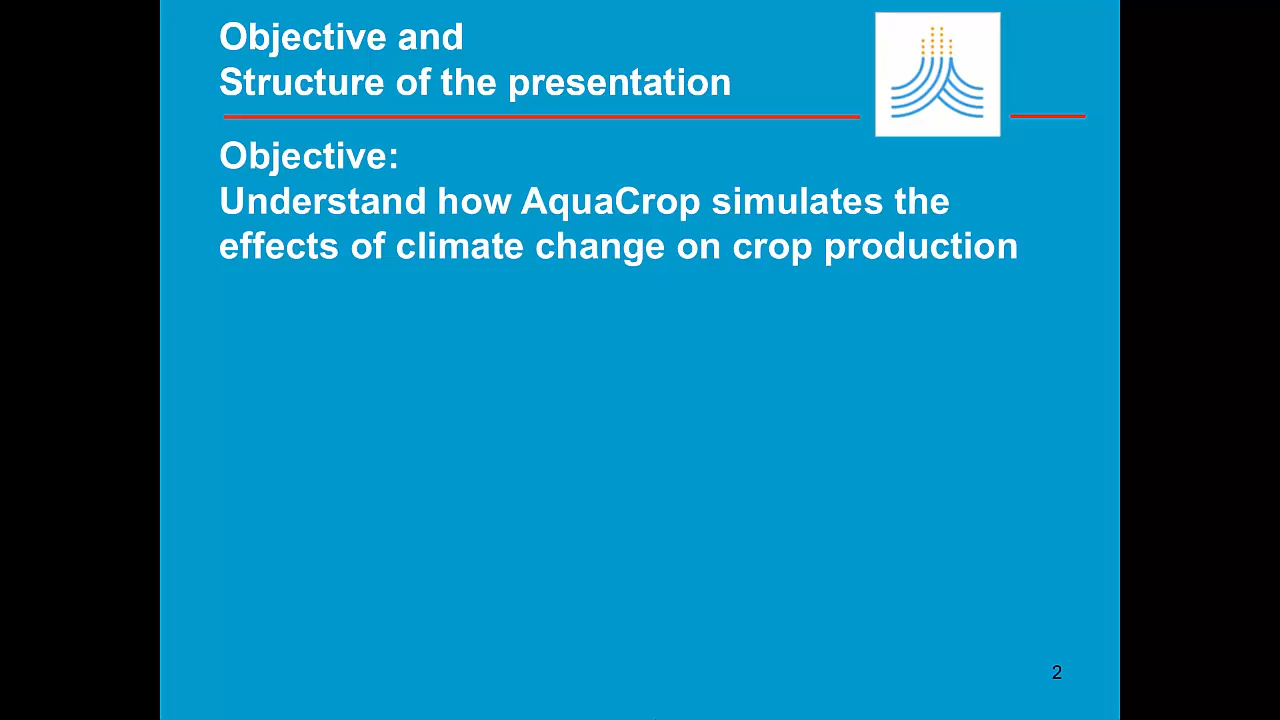 Objective and
Structure of the presentation
Objective:
Understand how AquaCrop simulates the
effects of climate change on crop production
2